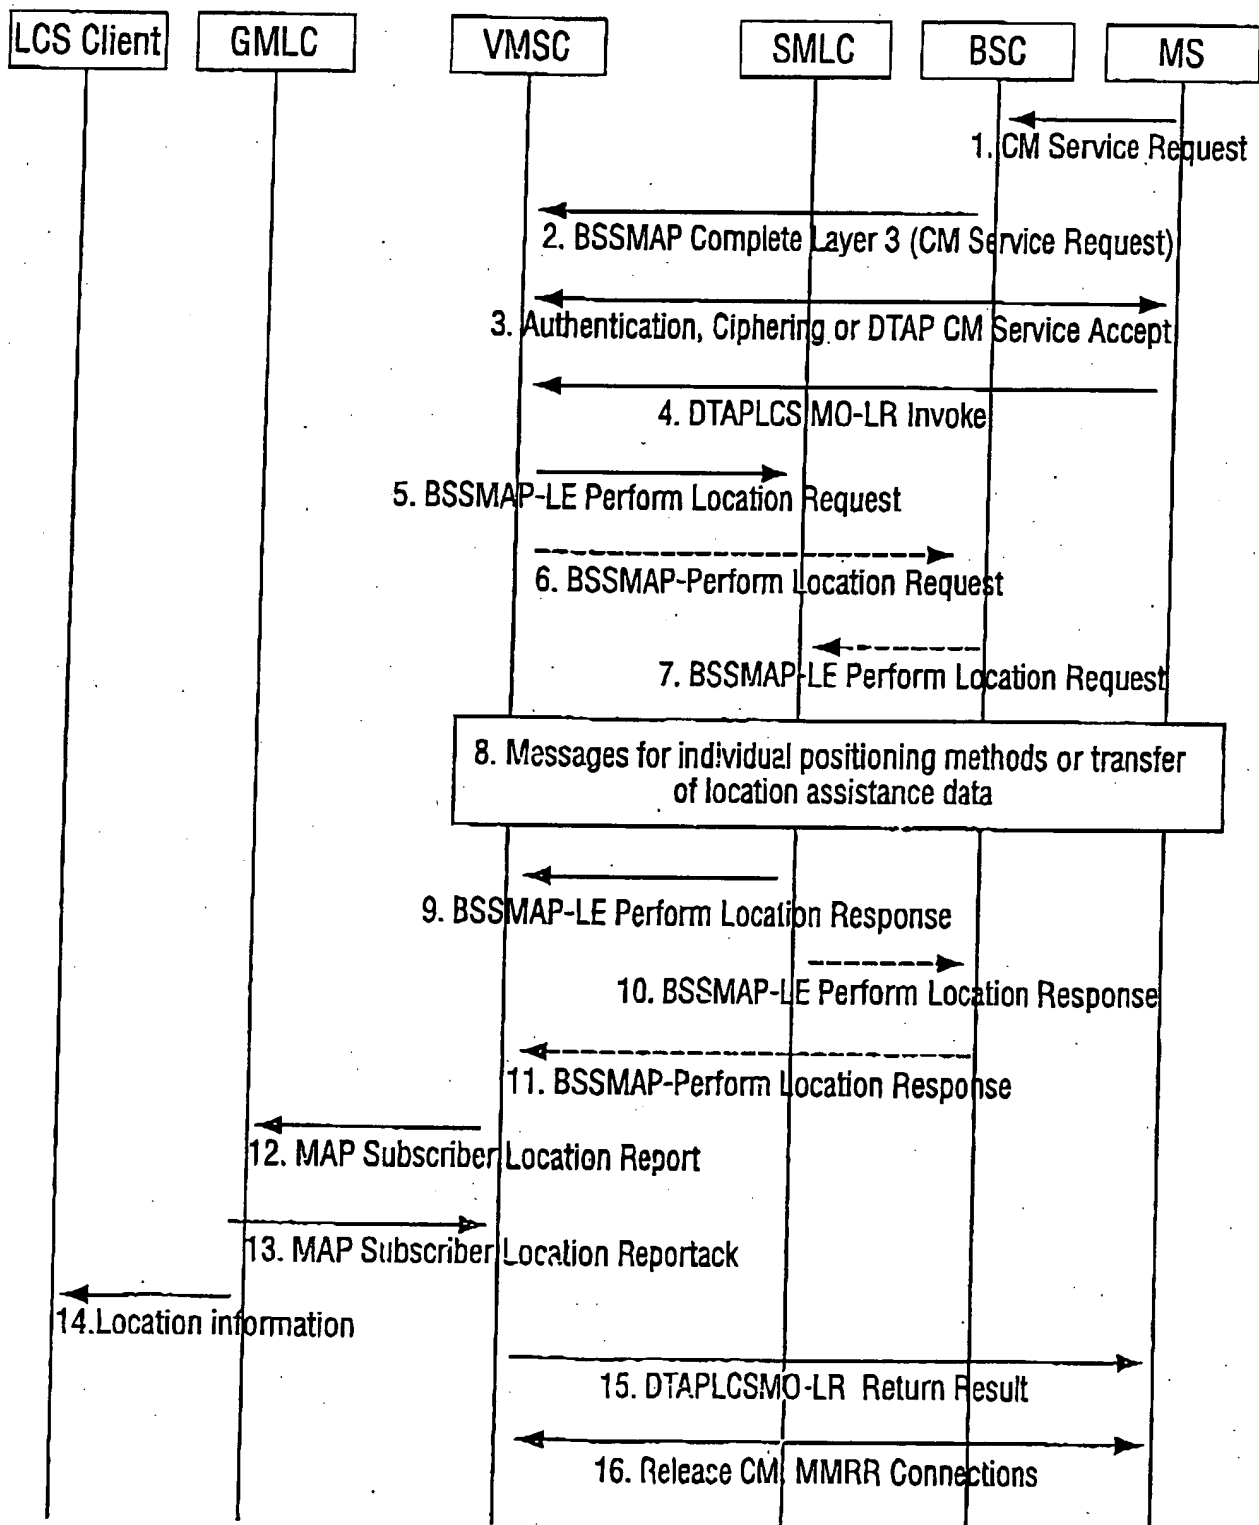 LCS Client
GMLC
VMSC
SMLC
BSC
MS
1. CM Service Request
2. BSSMAP Complete Layer 3 (CM Service Request)
3. Authentication, Ciphering or DTAP CM Service Accept
4. DTAPLCS MO-LR Invoke
5. BSSMAP-LE Perform Location Request
6. BSSMAP-Perform Location Request
7. BSSMAP-LE Perform Location Request
8. Messages for individual positioning methods or transfer
of location assistance data
9. BSSMAP-LE Perform Location Response
10. BSSMAP-LE Perform Location Response
11. BSSMAP-Perform Location Response
12. MAP Subscriber Location Report
13. MAP Subscriber Location Reportack
14.Location information
15. DTAPLCSMO-LR Return Result
16. Release CM MMRR Connections